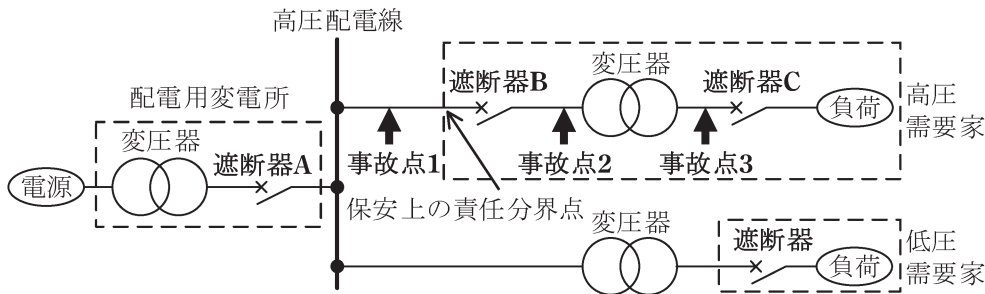 高圧配電線
配電用変電所
変圧器
遮断器A
電源
遮断器B
変圧器
遮断器C
負荷
高圧
需要家
事故点1
事故点2
事故点3
保安上の責任分界点
変圧器
遮断器
負荷
低圧
需要家